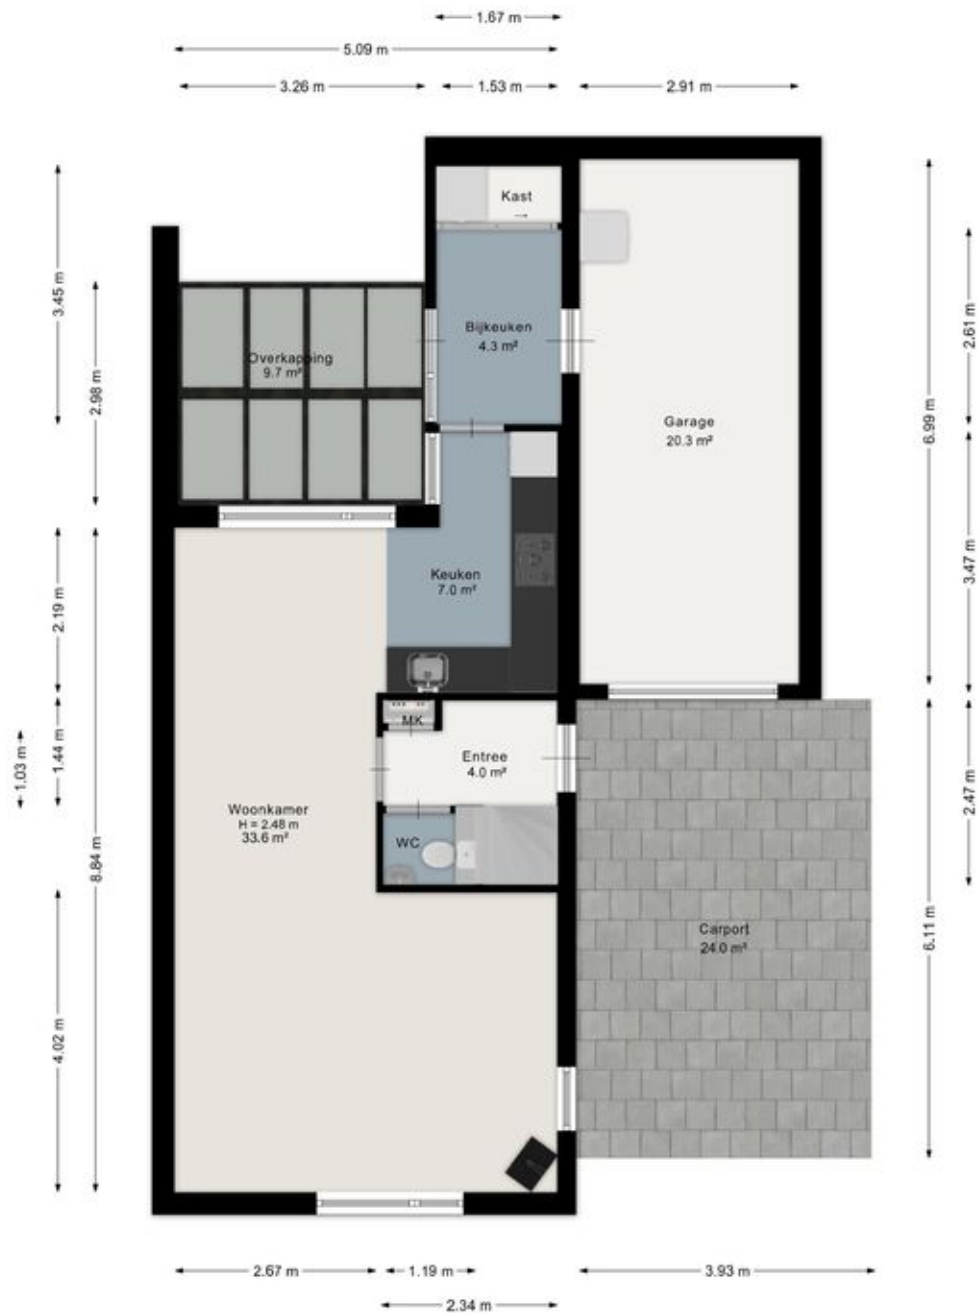 1.67 m
5.09 m
3.26 m
1.53 m
2.91 m
Kast
3.45 m
2.98 m
Overkapping
9.7 m²
Bijkeuken
4.3 m²
Garage
20.3 m²
6.99 m
2.61 m
3.47 m
2.19 m
Keuken
7.0 m²
MK
1.03 m
1.44 m
Entree
4.0 m²
2.47 m
Woonkamer
H = 2.48 m
33.6 m²
WC
8.84 m
Carport
24.0 m²
6.11 m
4.02 m
2.67 m
1.19 m
3.93 m
2.34 m